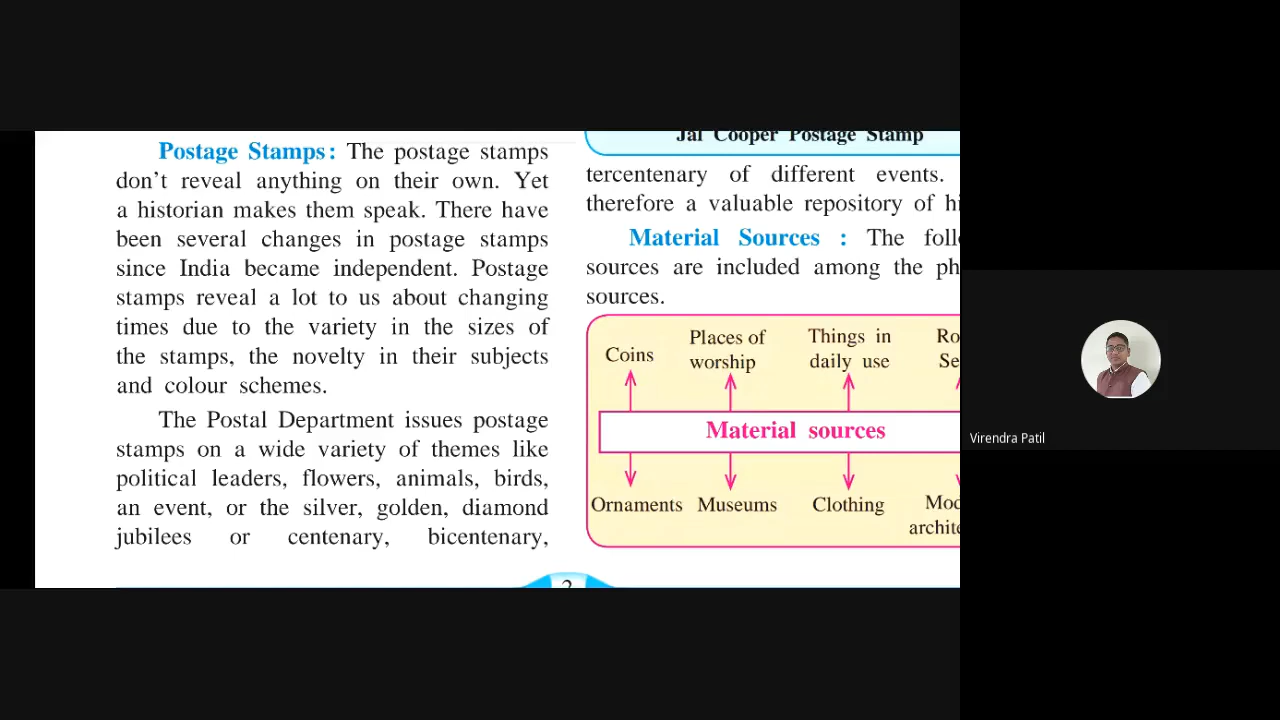 Postage Stamps: The postage stamps
don't reveal anything on their own. Yet
a historian makes them speak. There have
been several changes in postage stamps
since India became independent. Postage
stamps reveal a lot to us about changing
times due to the variety in the sizes of
the stamps, the novelty in their subjects
and colour schemes.
The Postal Department issues postage
stamps on a wide variety of themes like
political leaders, flowers, animals, birds,
an event, or the silver, golden, diamond
jubilees or centenary, bicentenary,
Jal Cooper Postage Stamp
tercentenary of different events.
therefore a valuable repository of
Material Sources : The
sources are included among the
sources.
Coins Places of worship Things in daily use
Material sources
Ornaments Museums Clothing
Virendra Patil